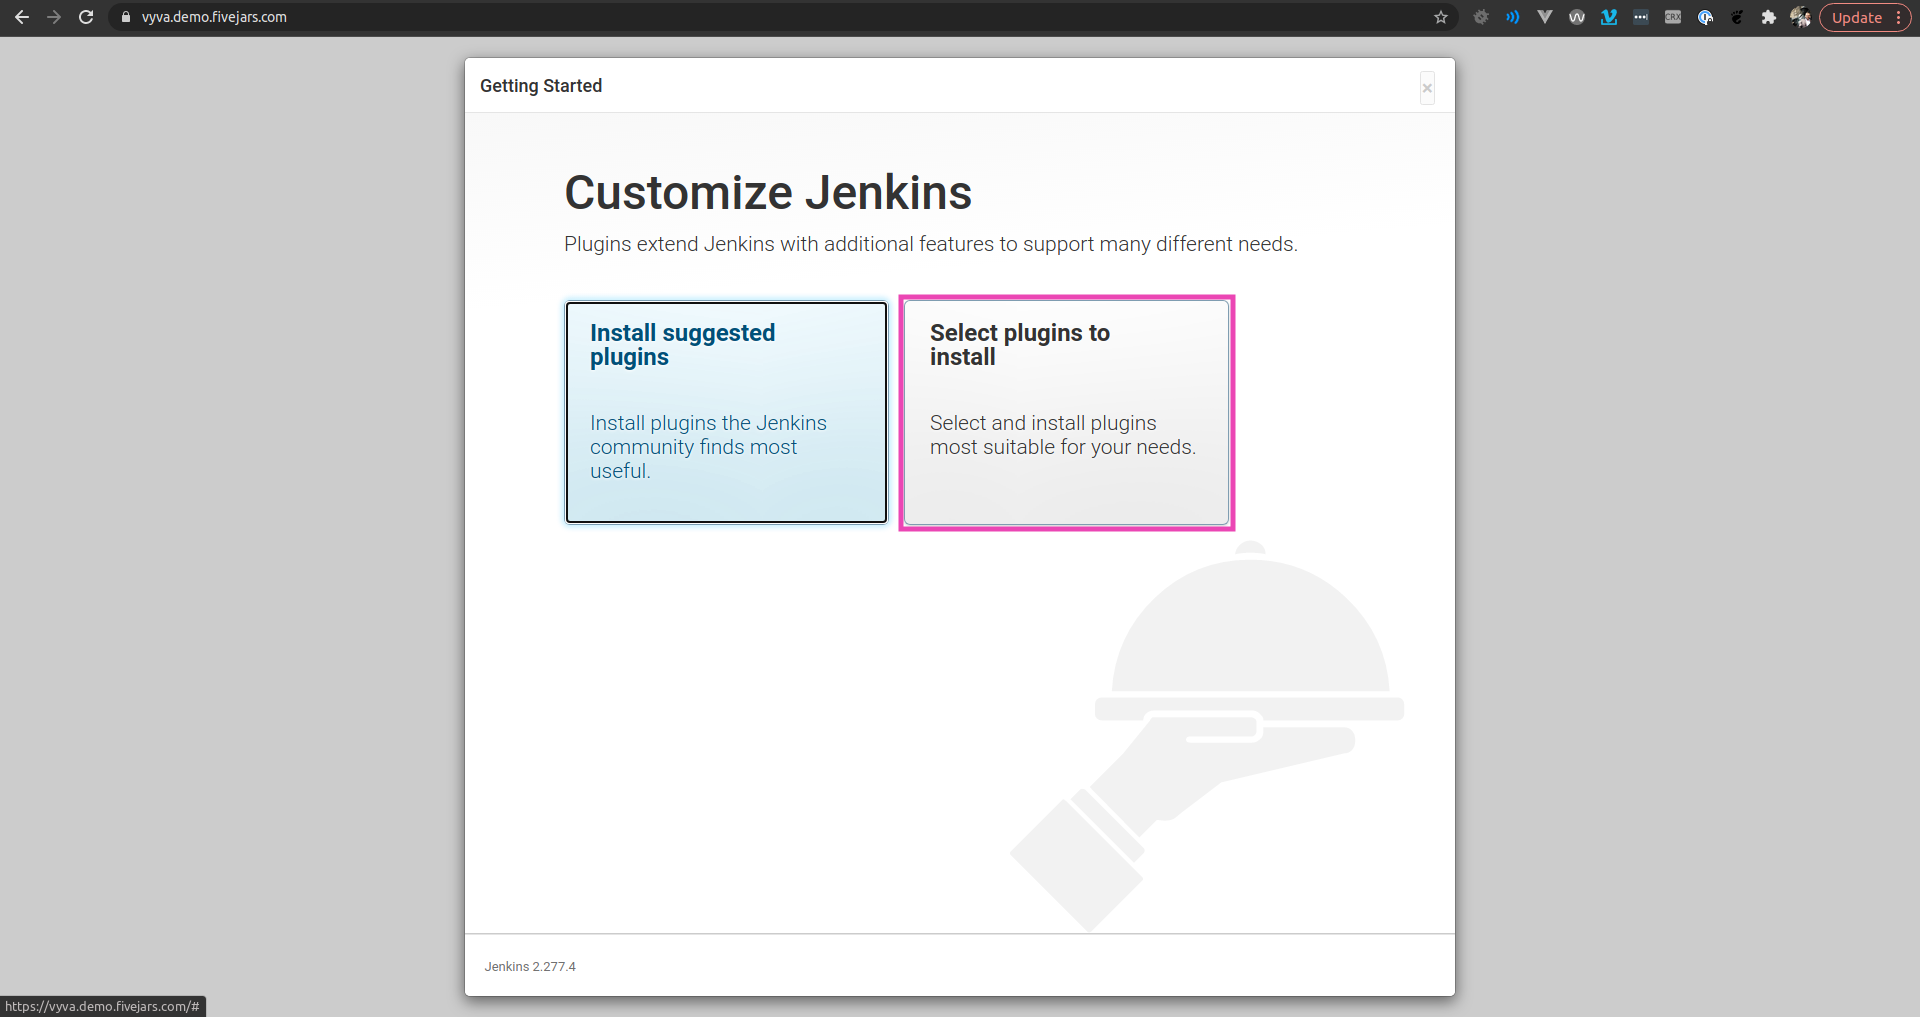 vyva.demo.fivejars.com
CRX
Update
Getting Started
×
Customize Jenkins
Plugins extend Jenkins with additional features to support many different needs.
Install suggested
plugins
Install plugins the Jenkins
community finds most
useful.
Select plugins to
install
Select and install plugins
most suitable for your needs.
Jenkins 2.277.4
https://vyva.demo.fivejars.com/#